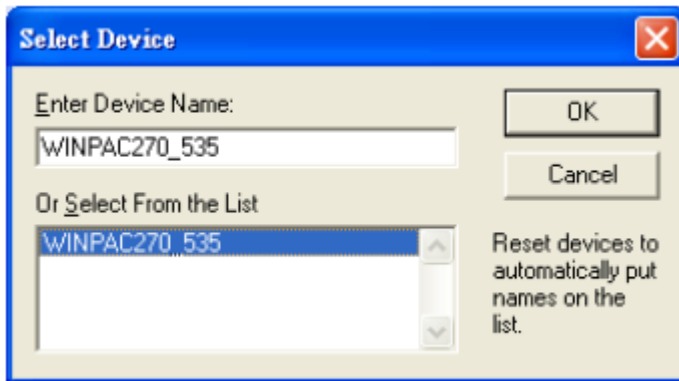 Select Device
Enter Device Name:
WINPAC270_535
OK
Cancel
Or Select From the List
WINPAC270_535
Reset devices to
automatically put
names on the
list.